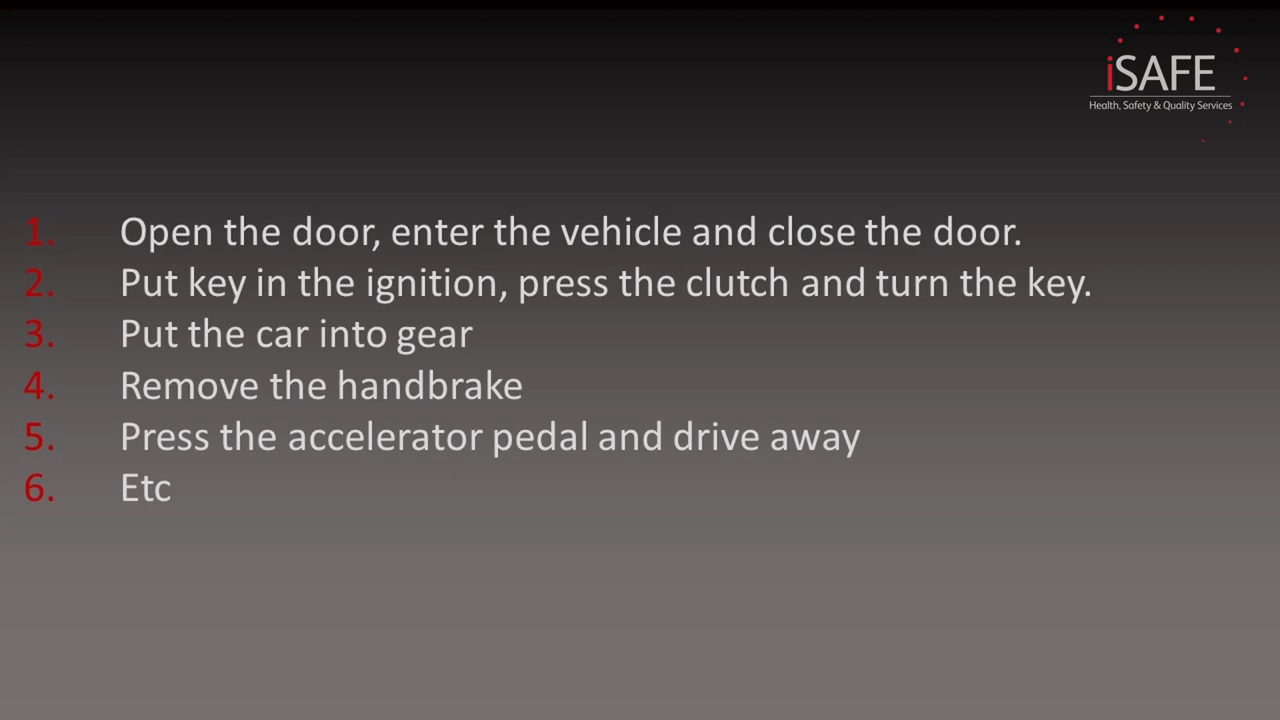 iSAFE
Health, Safety & Quality Services
1. Open the door, enter the vehicle and close the door.
2. Put key in the ignition, press the clutch and turn the key.
3. Put the car into gear
4. Remove the handbrake
5. Press the accelerator pedal and drive away
6. Etc